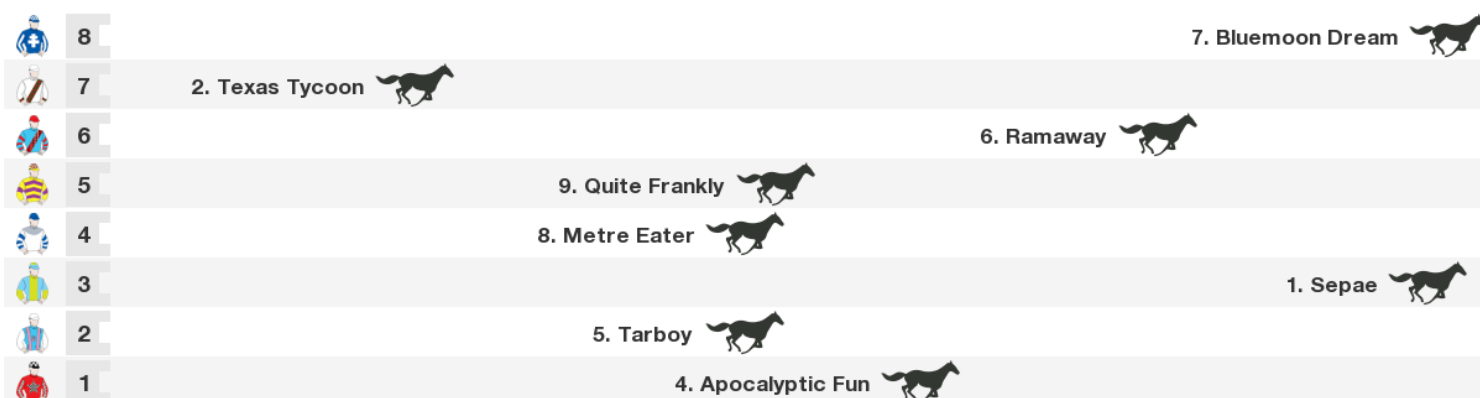 8 7. Bluemoon Dream
7 2. Texas Tycoon
6 6. Ramaway
5 9. Quite Frankly
4 8. Metre Eater
3 1. Sepae
2 5. Tarboy
1 4. Apocalyptic Fun